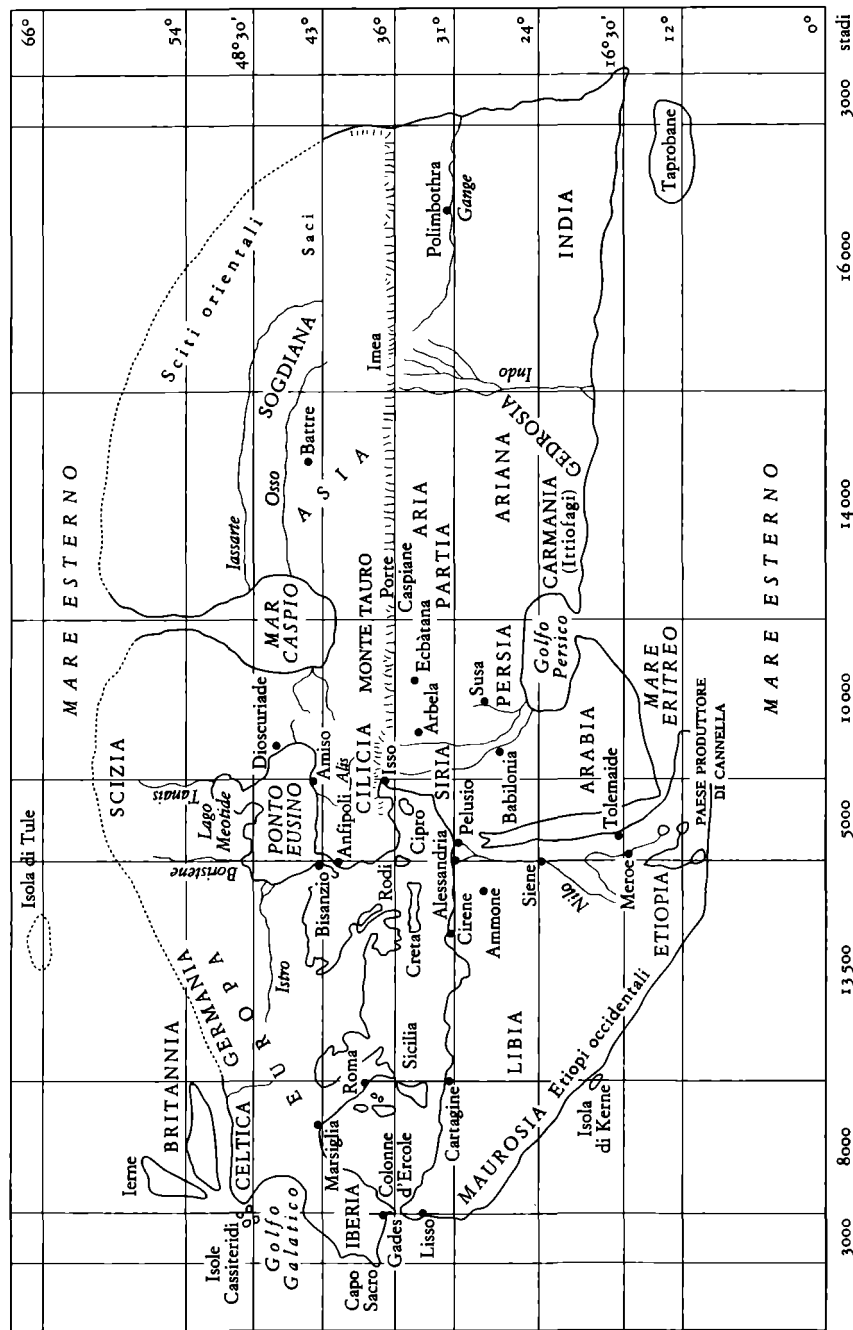 66°
54°
48°30'
43°
36°
31°
24°
16°30'
12°
0°
stadi
3000
8000
13 500
5000
10 000
14 000
16 000
3000
MARE ESTERNO
Isola di Tule
Ierne
BRITANNIA
Isole
Cassiteridi
CELTICA
GERMANIA
EUROPA
SCIZIA
Sciti orientali
Golfo
Galatico
Istro
Boristene
Tanais
Lago
Meotide
PONTO
EUSINO
Dioscuriade
MAR
CASPIO
Iassarte
Osso
SOGDIANA
Battre
Saci
ASIA
Marsiglia
IBERIA
Roma
Bisanzio
Anfipoli
Amiso
Alis
Capo
Sacro
Gades
Colonne
d'Ercole
Sicilia
Creta
Rodi
Cipro
CILICIA
Isso
MONTE TAURO
Porte
Caspiane
Imea
Lisso
Cartagine
Cirene
Alessandria
Pelusio
SIRIA
Arbela
Ecbàtana
PARTIA
ARIA
Polimbothra
Gange
Ammone
Babilonia
Susa
PERSIA
ARIANA
Indo
GEDROSIA
INDIA
LIBIA
Siene
Nilo
ARABIA
Golfo
Persico
CARMANIA
(Ittiofagi)
MAUROSIA
Etiopi occidentali
Isola
di Kerne
Meroe
Tolemaide
ETIOPIA
MARE
ERITREO
PAESE PRODUTTORE
DI CANNELLA
MARE ESTERNO
Taprobane